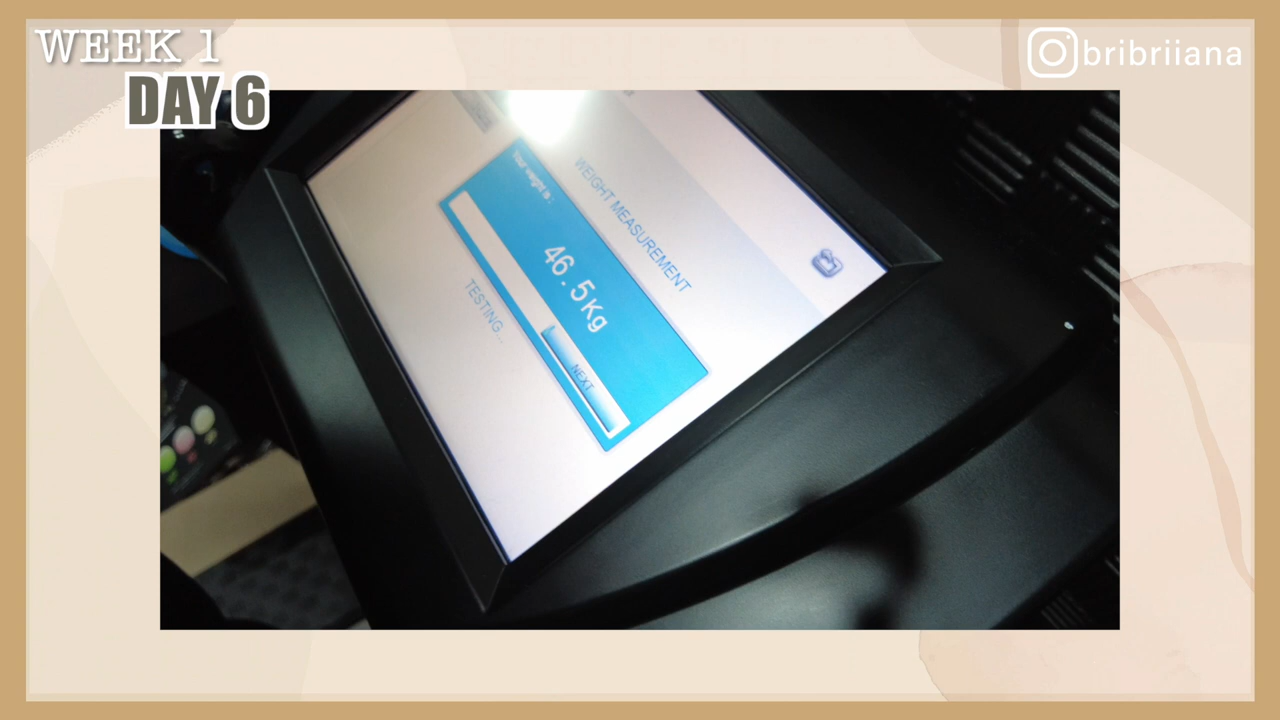 WEEK 1
DAY 6
bribriiana
WEIGHT MEASUREMENT
Your weight is :
46.5Kg
NEXT
TESTING...